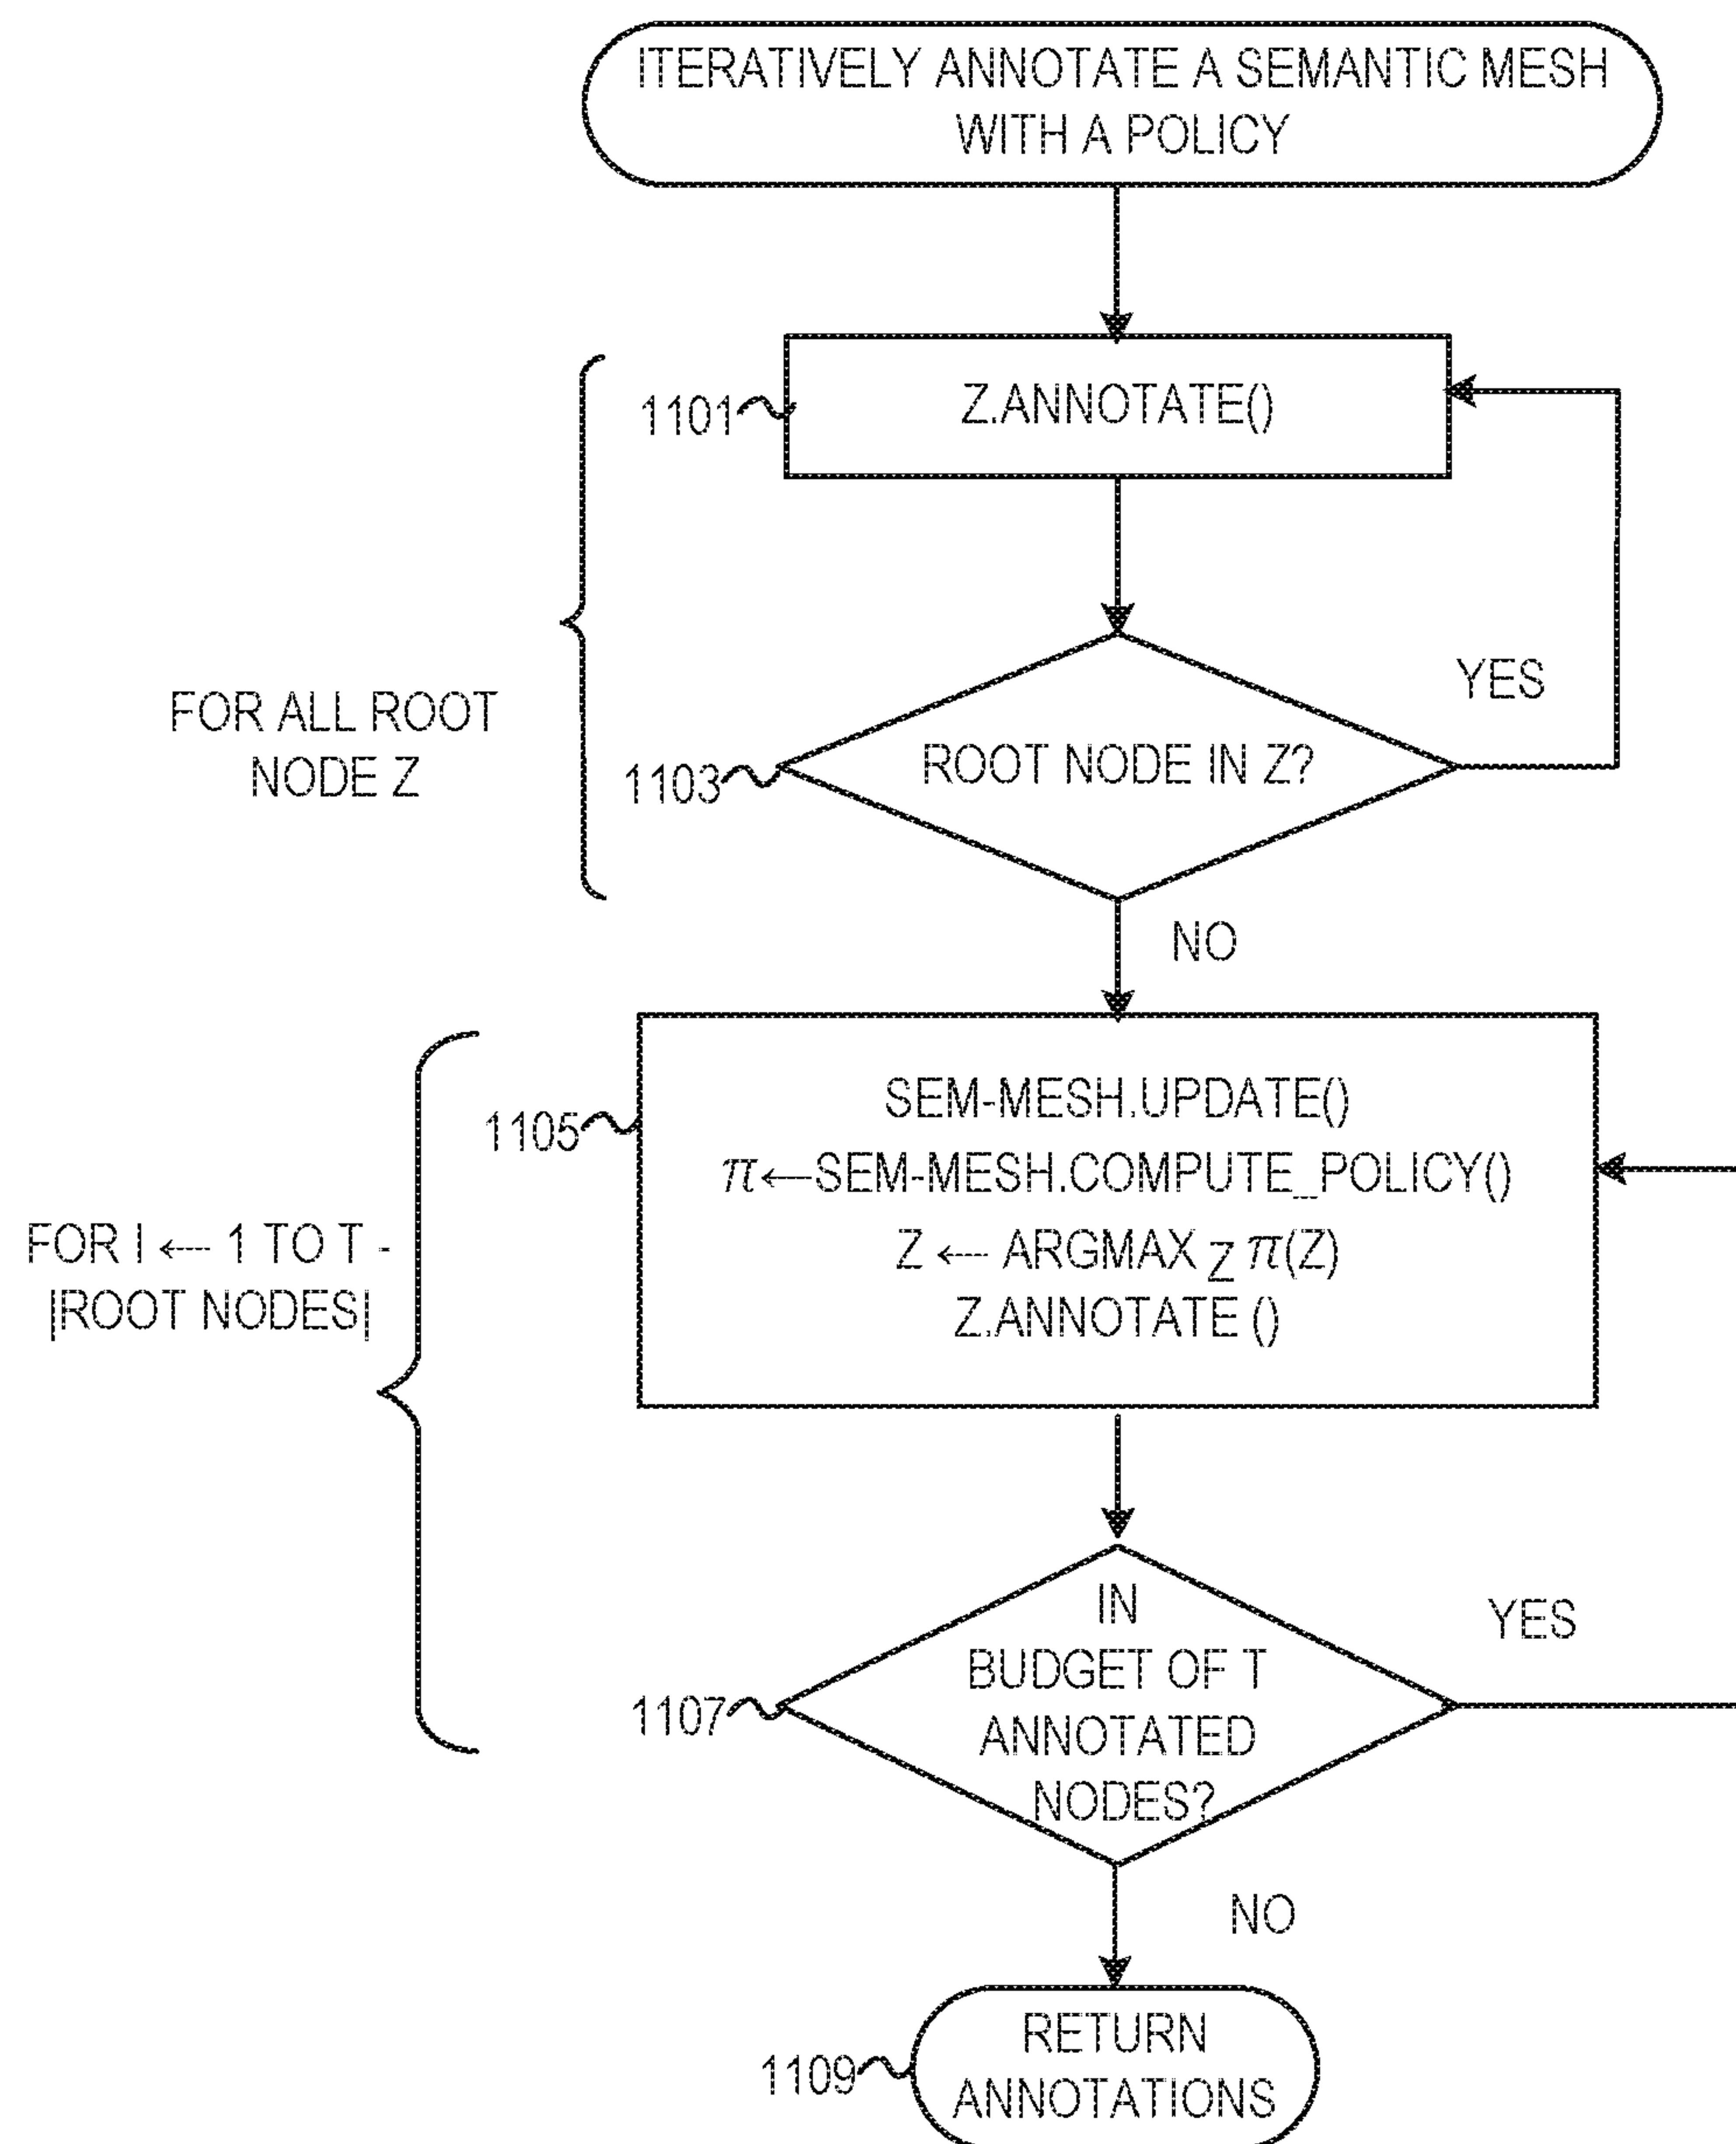 ITERATIVELY ANNOTATE A SEMANTIC MESH
WITH A POLICY
1101
Z.ANNOTATE()
YES
FOR ALL ROOT
NODE Z
1103
ROOT NODE IN Z?
NO
1105
SEM-MESH.UPDATE()
π←SEM-MESH.COMPUTE_POLICY()
Z ← ARGMAX Z π(Z)
Z.ANNOTATE ()
FOR I ← 1 TO T -
|ROOT NODES|
1107
IN
BUDGET OF T
ANNOTATED
NODES?
YES
NO
1109
RETURN
ANNOTATIONS